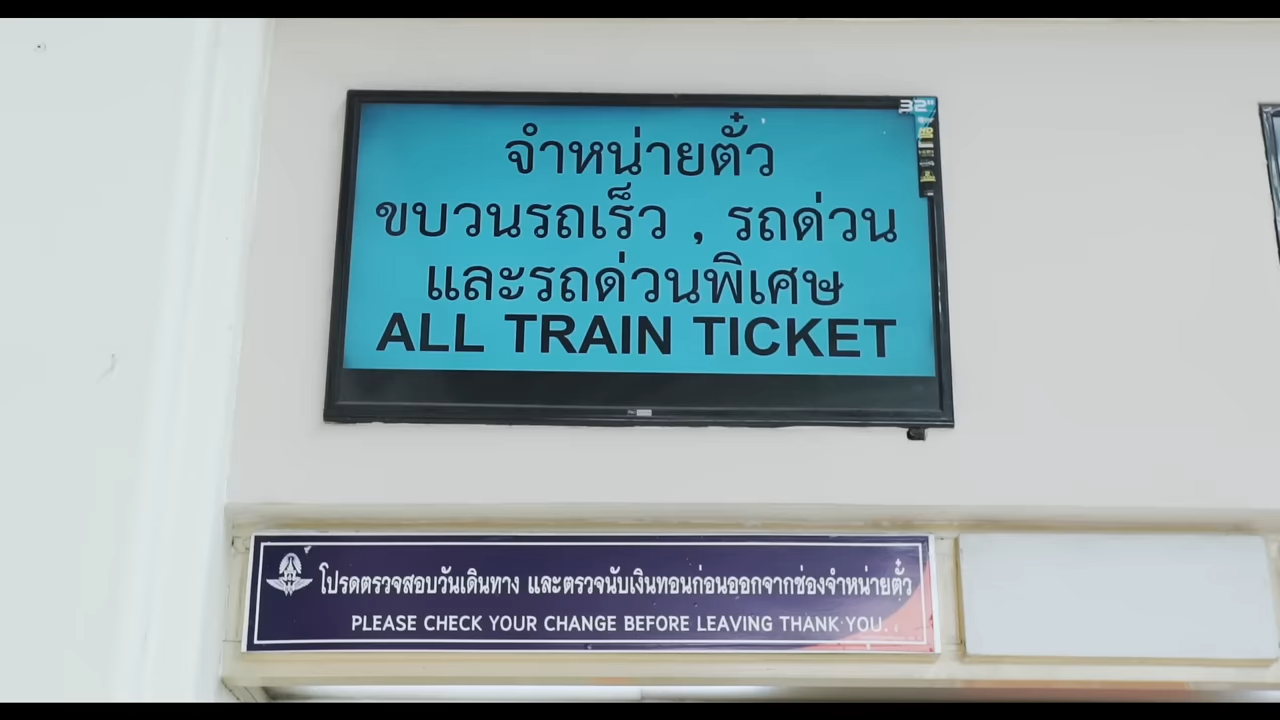 จำหน่ายตั๋ว
ขบวนรถเร็ว , รถด่วน
และรถด่วนพิเศษ
ALL TRAIN TICKET
32"
โปรดตรวจสอบวันเดินทาง และตรวจนับเงินทอนก่อนออกจากช่องจำหน่ายตั๋ว
PLEASE CHECK YOUR CHANGE BEFORE LEAVING THANK YOU.